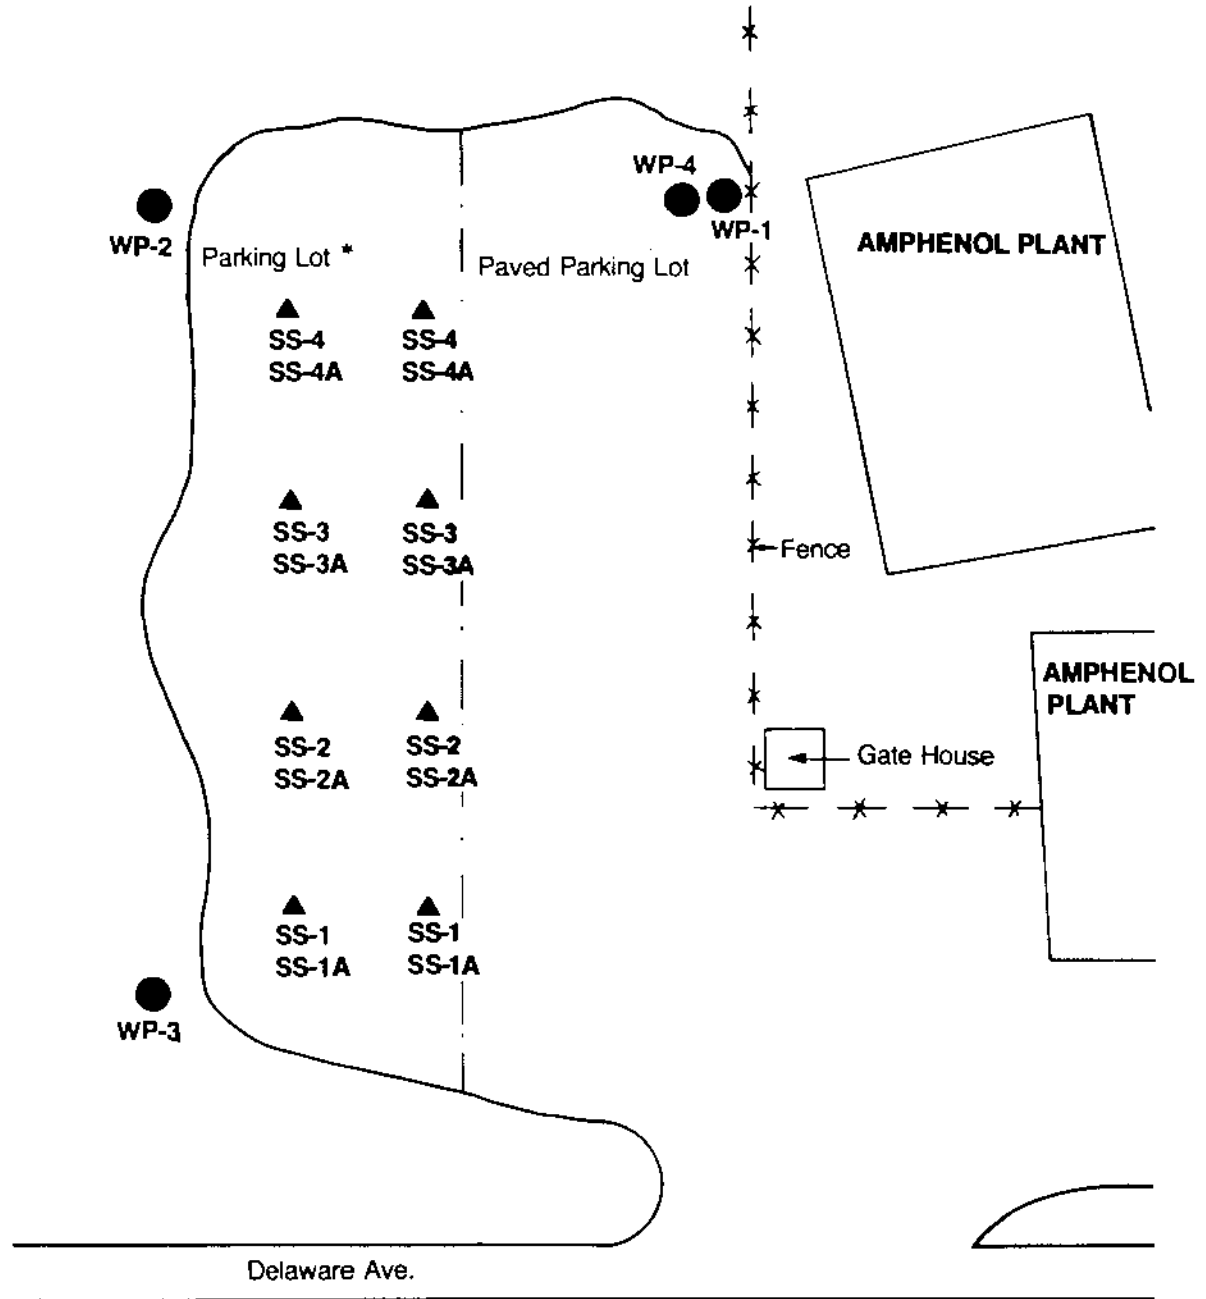 WP-4
WP-1
WP-2
Parking Lot *
Paved Parking Lot
AMPHENOL PLANT
SS-4
SS-4A
SS-4
SS-4A
SS-3
SS-3A
SS-3
SS-3A
Fence
AMPHENOL
PLANT
SS-2
SS-2A
SS-2
SS-2A
Gate House
SS-1
SS-1A
SS-1
SS-1A
WP-3
Delaware Ave.